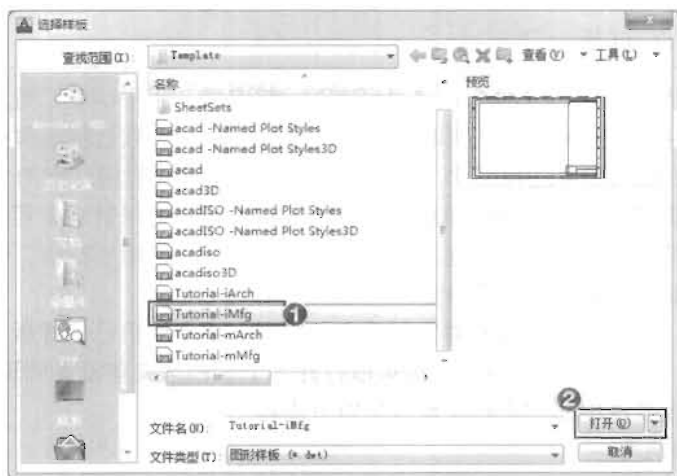 选择样板
查找范围(I): Template 查看(V) 工具(L)
名称 预览
SheetSets
acad -Named Plot Styles
acad -Named Plot Styles3D
acad
acad3D
acadISO -Named Plot Styles
acadISO -Named Plot Styles3D
acadiso
acadiso3D
Tutorial-iArch
Tutorial-iMfg 1
Tutorial-mArch
Tutorial-mMfg
2
文件名(N): Tutorial-iMfg 打开(O)
文件类型(T): 图形样板 (*.dwt) 取消